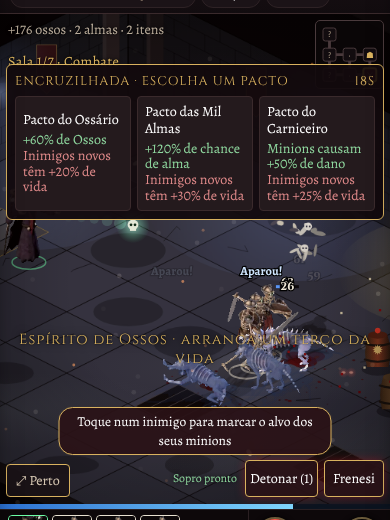 +176 ossos · 2 almas · 2 itens
Sala 1/7 · Combate
ENCRUZILHADA · ESCOLHA UM PACTO
18S
Pacto do Ossário
+60% de Ossos
Inimigos novos
têm +20% de
vida
Pacto das Mil
Almas
+120% de chance
de alma
Inimigos novos
têm +30% de vida
Pacto do
Carniceiro
Minions causam
+50% de dano
Inimigos novos
têm +25% de vida
Aparou!
Aparou!
59
26
Espírito de Ossos · arranca um terço da
vida
Toque num inimigo para marcar o alvo dos
seus minions
Perto
Sopro pronto
Detonar (1)
Frenesi